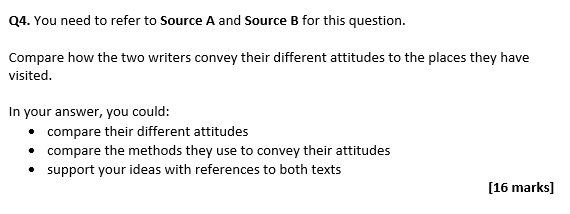 Q4. You need to refer to Source A and Source B for this question.
Compare how the two writers convey their different attitudes to the places they have
visited.
In your answer, you could:
• compare their different attitudes
• compare the methods they use to convey their attitudes
• support your ideas with references to both texts
[16 marks]